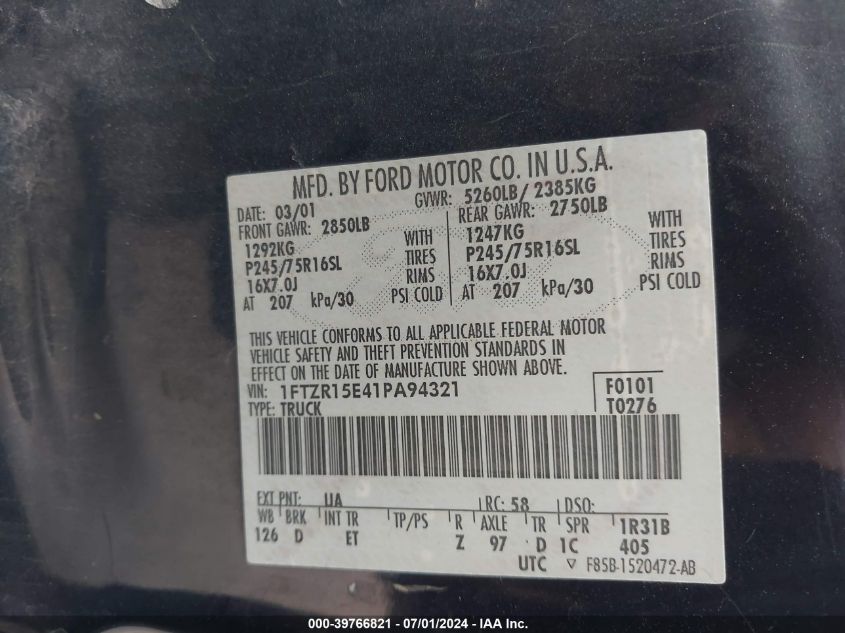 MFD. BY FORD MOTOR CO. IN U.S.A.
DATE: 03/01 GVWR: 5260LB/ 2385KG
FRONT GAWR: 2850LB REAR GAWR: 2750LB
1292KG WITH 1247KG WITH
P245/75R16SL TIRES P245/75R16SL TIRES
16X7.0J RIMS 16X7.0J RIMS
AT 207 kPa/30 PSI COLD AT 207 kPa/30 PSI COLD
THIS VEHICLE CONFORMS TO ALL APPLICABLE FEDERAL MOTOR
VEHICLE SAFETY AND THEFT PREVENTION STANDARDS IN
EFFECT ON THE DATE OF MANUFACTURE SHOWN ABOVE.
VIN: 1FTZR15E41PA94321 F0101
TYPE: TRUCK T0276
EXT PNT: UA RC: 58 DSO:
WB BRK INT TR TP/PS R AXLE TR SPR 1R31B
126 D ET Z 97 D 1C 405
UTC ▽ F85B-1520472-AB
000-39766821 / 07/01/2024 / IAA Inc.